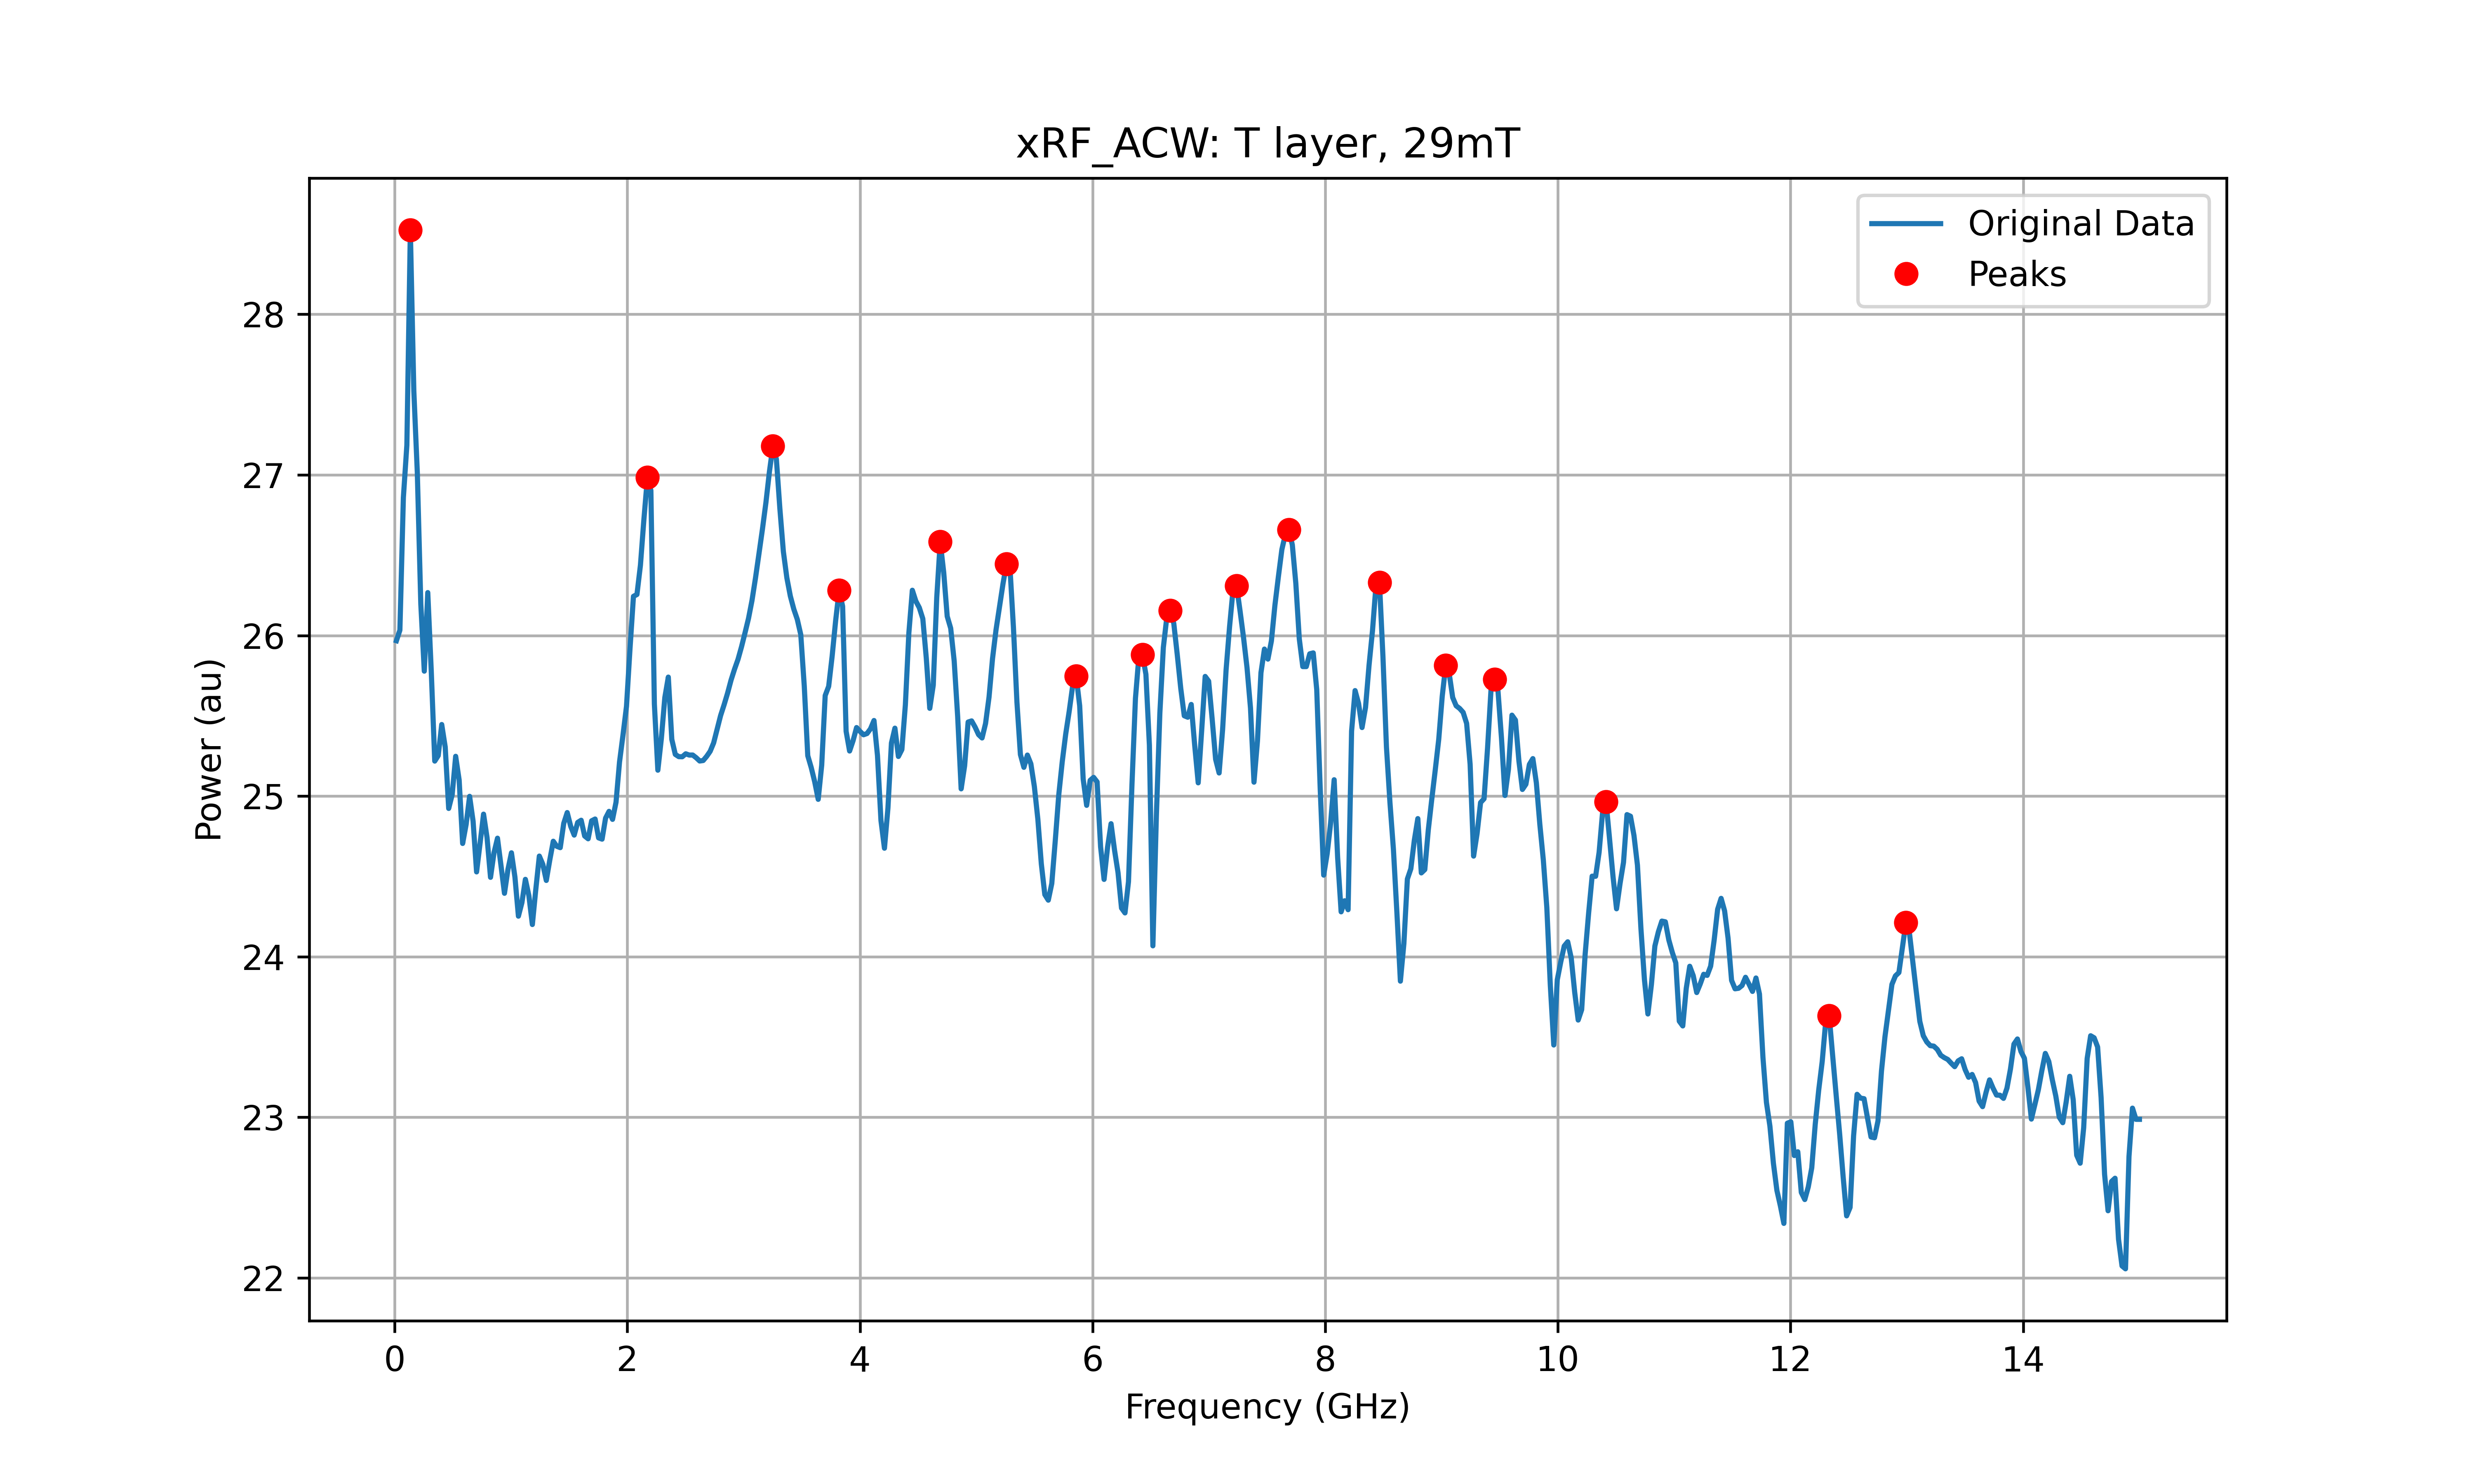 xRF_ACW: T layer, 29mT
Original Data
Peaks
28
27
26
25
24
23
22
Power (au)
0 2 4 6 8 10 12 14
Frequency (GHz)